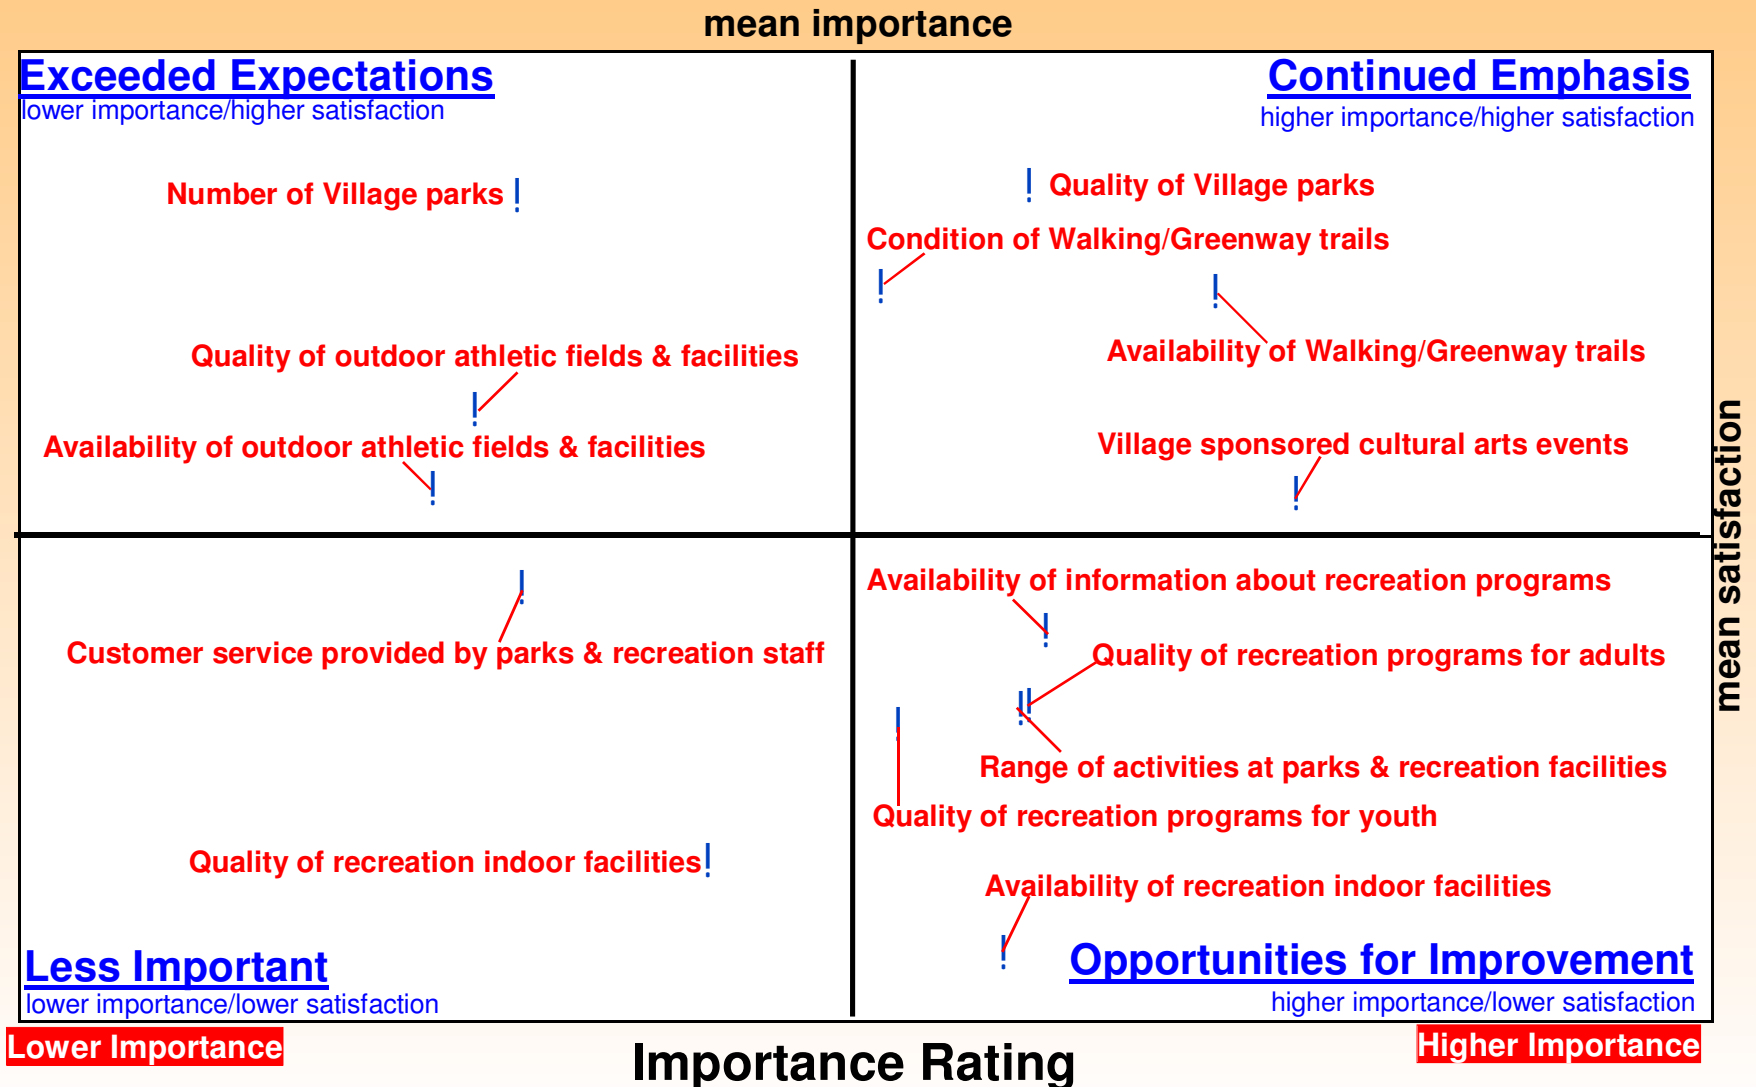 mean importance
Exceeded Expectations
lower importance/higher satisfaction
Continued Emphasis
higher importance/higher satisfaction
Number of Village parks
Quality of Village parks
Condition of Walking/Greenway trails
Availability of Walking/Greenway trails
Quality of outdoor athletic fields & facilities
Availability of outdoor athletic fields & facilities
Village sponsored cultural arts events
mean satisfaction
Customer service provided by parks & recreation staff
Quality of recreation indoor facilities
Availability of information about recreation programs
Quality of recreation programs for adults
Range of activities at parks & recreation facilities
Quality of recreation programs for youth
Availability of recreation indoor facilities
Less Important
lower importance/lower satisfaction
Opportunities for Improvement
higher importance/lower satisfaction
Lower Importance
Importance Rating
Higher Importance